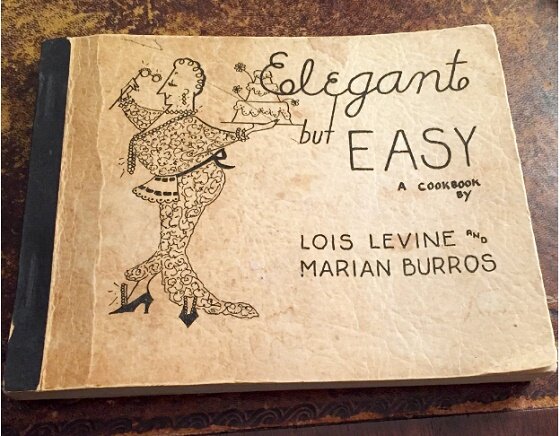 Elegant
but EASY
A COOKBOOK
BY
LOIS LEVINE AND
MARIAN BURROS